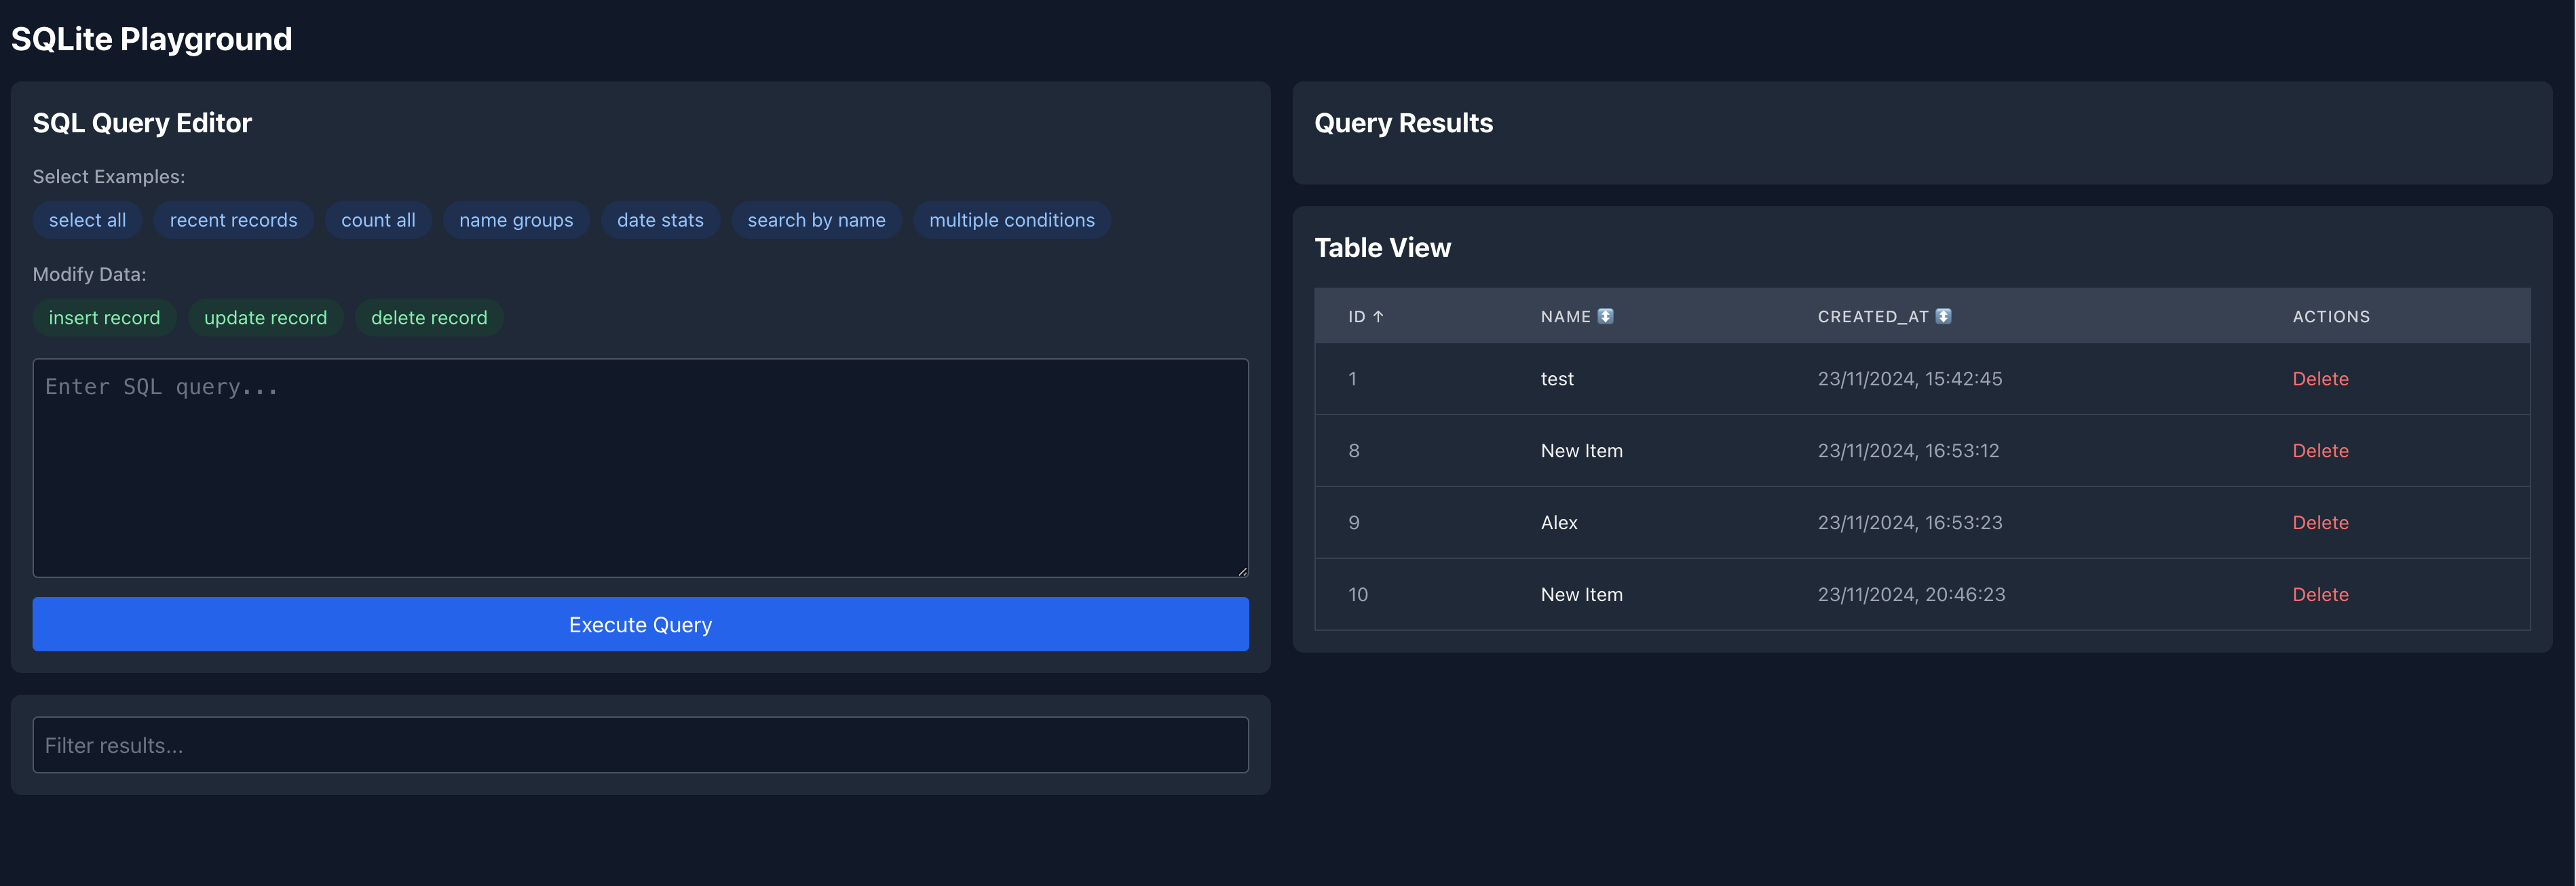 SQLite Playground
SQL Query Editor
Select Examples:
select all recent records count all name groups date stats search by name multiple conditions
Modify Data:
insert record update record delete record
Enter SQL query...
Execute Query
Filter results...
Query Results
Table View
ID ↑ NAME ↕️ CREATED_AT ↕️ ACTIONS
1 test 23/11/2024, 15:42:45 Delete
8 New Item 23/11/2024, 16:53:12 Delete
9 Alex 23/11/2024, 16:53:23 Delete
10 New Item 23/11/2024, 20:46:23 Delete